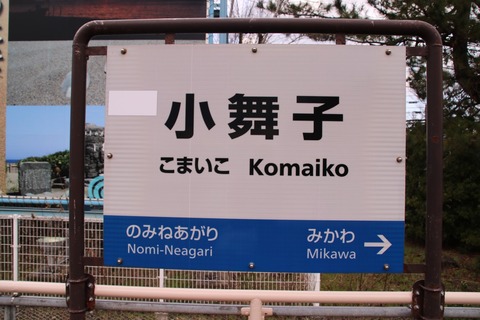 小舞子
こまいこ Komaiko
のみねあがり みかわ →
Nomi-Neagari Mikawa